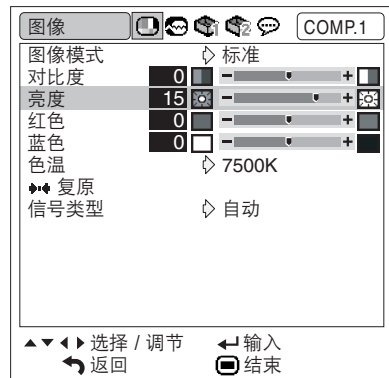 图像 COMP.1
图像模式 标准
对比度 0 - +
亮度 15 - +
红色 0 - +
蓝色 0 - +
色温 7500K
复原
信号类型 自动
选择 / 调节 输入
返回 结束